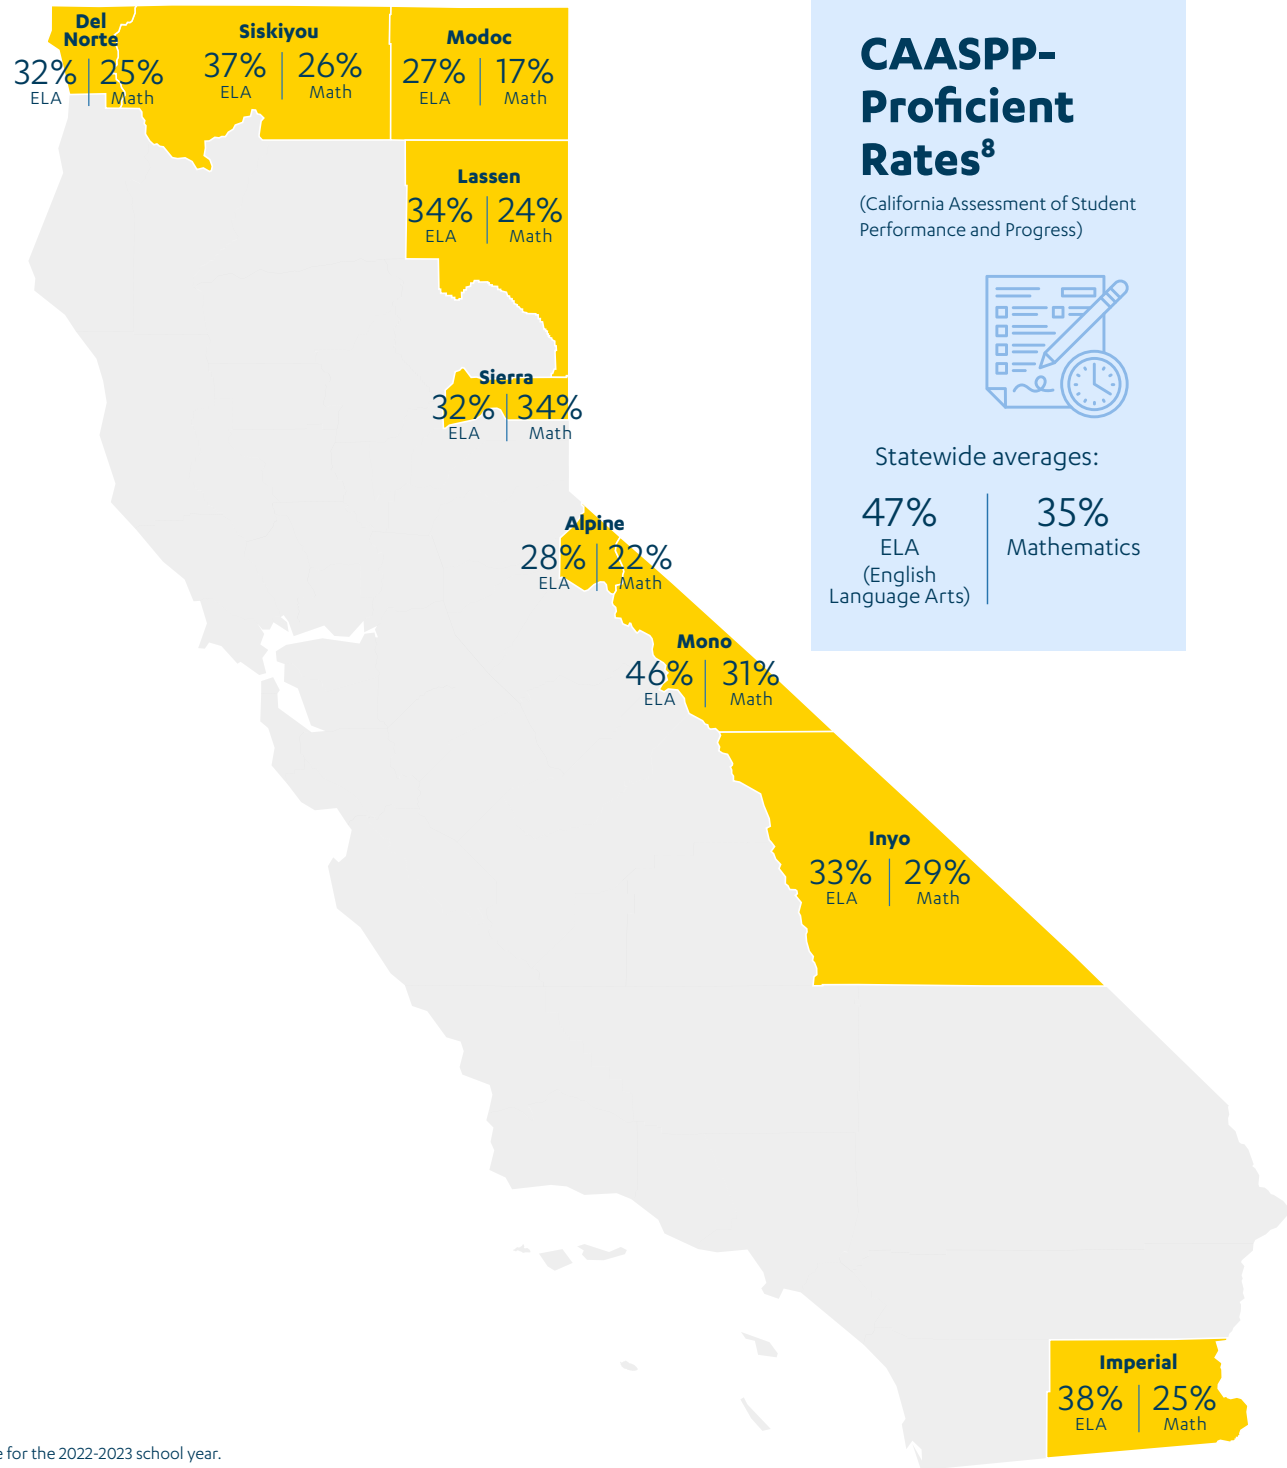 Del
Norte
32% ELA
25% Math
Siskiyou
37% ELA
26% Math
Modoc
27% ELA
17% Math
Lassen
34% ELA
24% Math
Sierra
32% ELA
34% Math
Alpine
28% ELA
22% Math
Mono
46% ELA
31% Math
Inyo
33% ELA
29% Math
Imperial
38% ELA
25% Math
CAASPP-
Proficient
Rates⁸
(California Assessment of Student
Performance and Progress)
Statewide averages:
47%
ELA
(English
Language Arts)
35%
Mathematics
for the 2022-2023 school year.